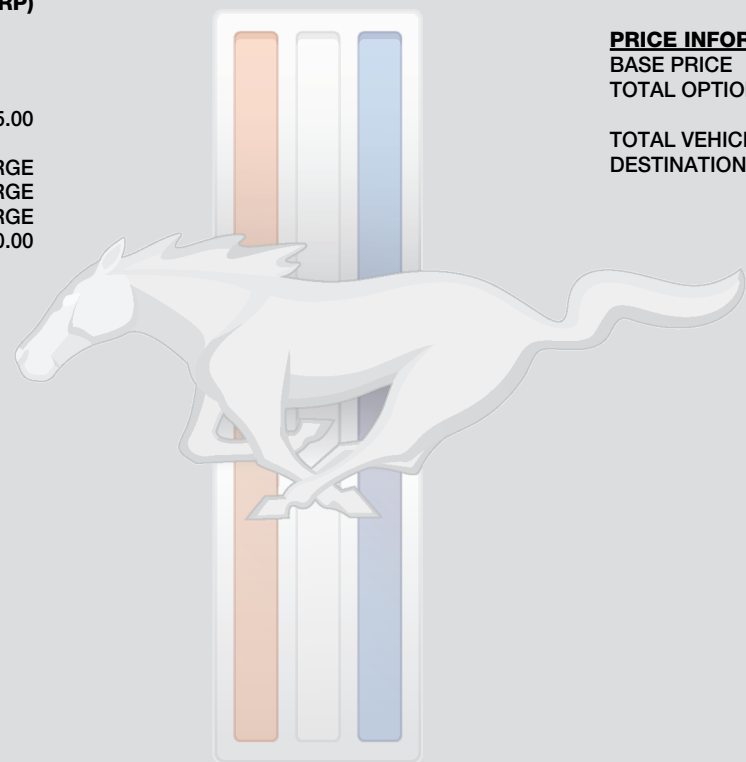 RP)
5.00
RGE
RGE
RGE
0.00
PRICE INFOR
BASE PRICE
TOTAL OPTIO
TOTAL VEHICL
DESTINATION